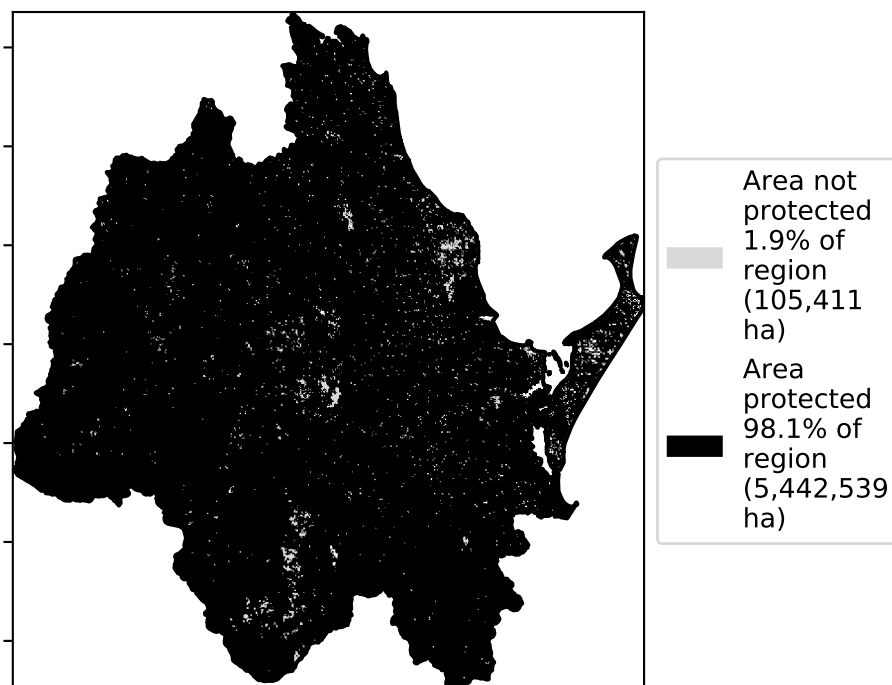 Area not
protected
1.9% of
region
(105,411
ha)
Area
protected
98.1% of
region
(5,442,539
ha)